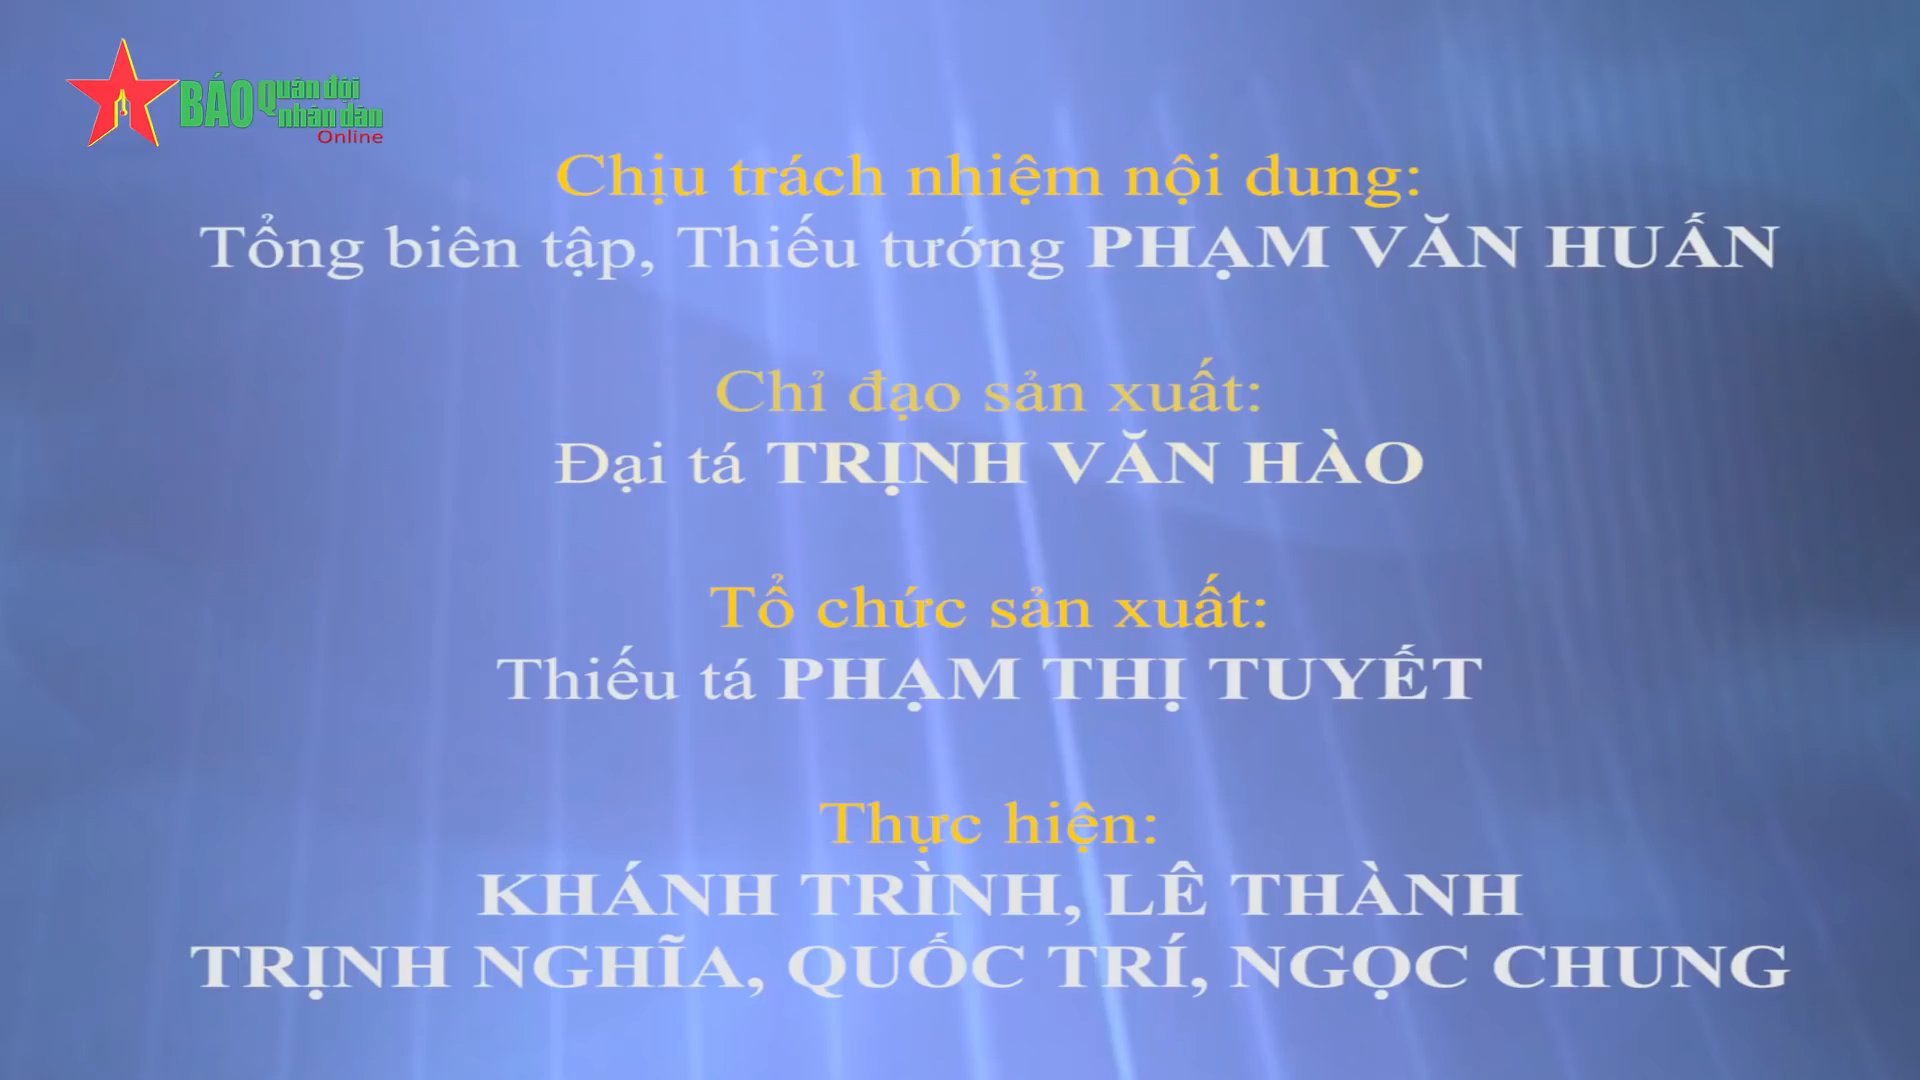 BÁO Quân đội
nhân dân
Online
Chịu trách nhiệm nội dung:
Tổng biên tập, Thiếu tướng PHẠM VĂN HUẤN
Chỉ đạo sản xuất:
Đại tá TRỊNH VĂN HÀO
Tổ chức sản xuất:
Thiếu tá PHẠM THỊ TUYẾT
Thực hiện:
KHÁNH TRÌNH, LÊ THÀNH
TRỊNH NGHĨA, QUỐC TRÍ, NGỌC CHUNG